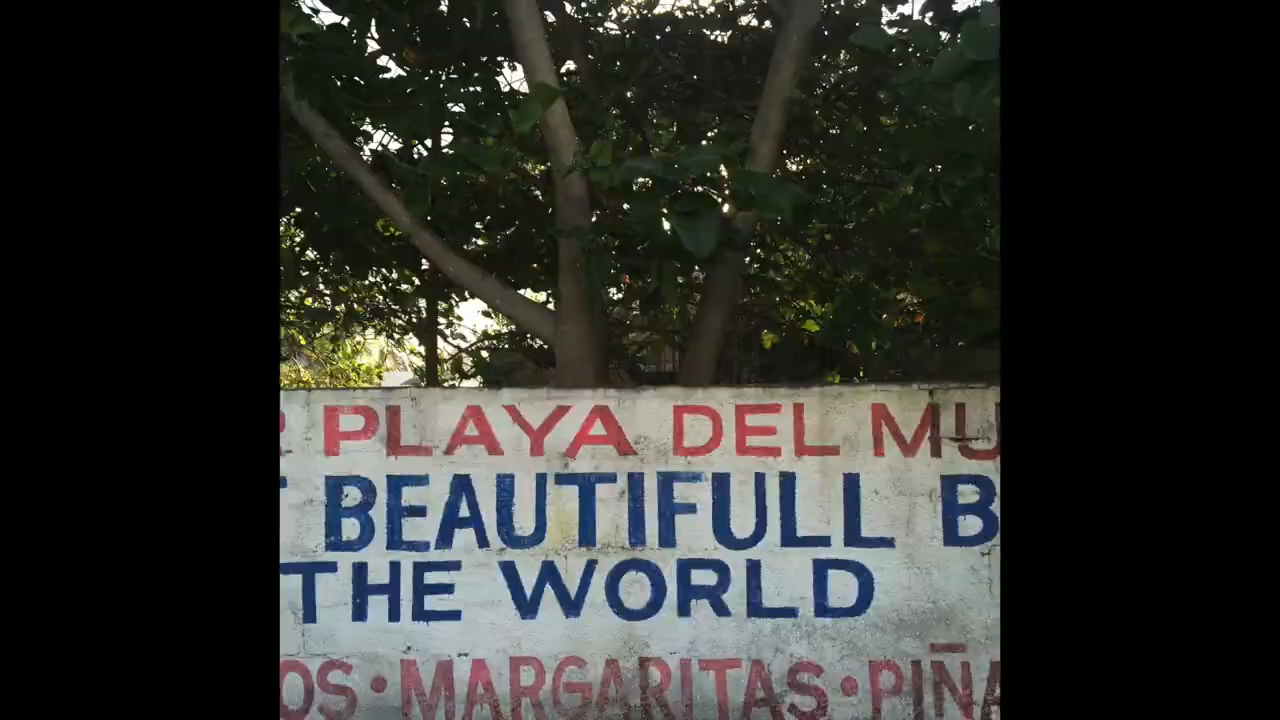 PLAYA DEL MU
BEAUTIFULL B
THE WORLD
OS • MARGARITAS • PIÑA